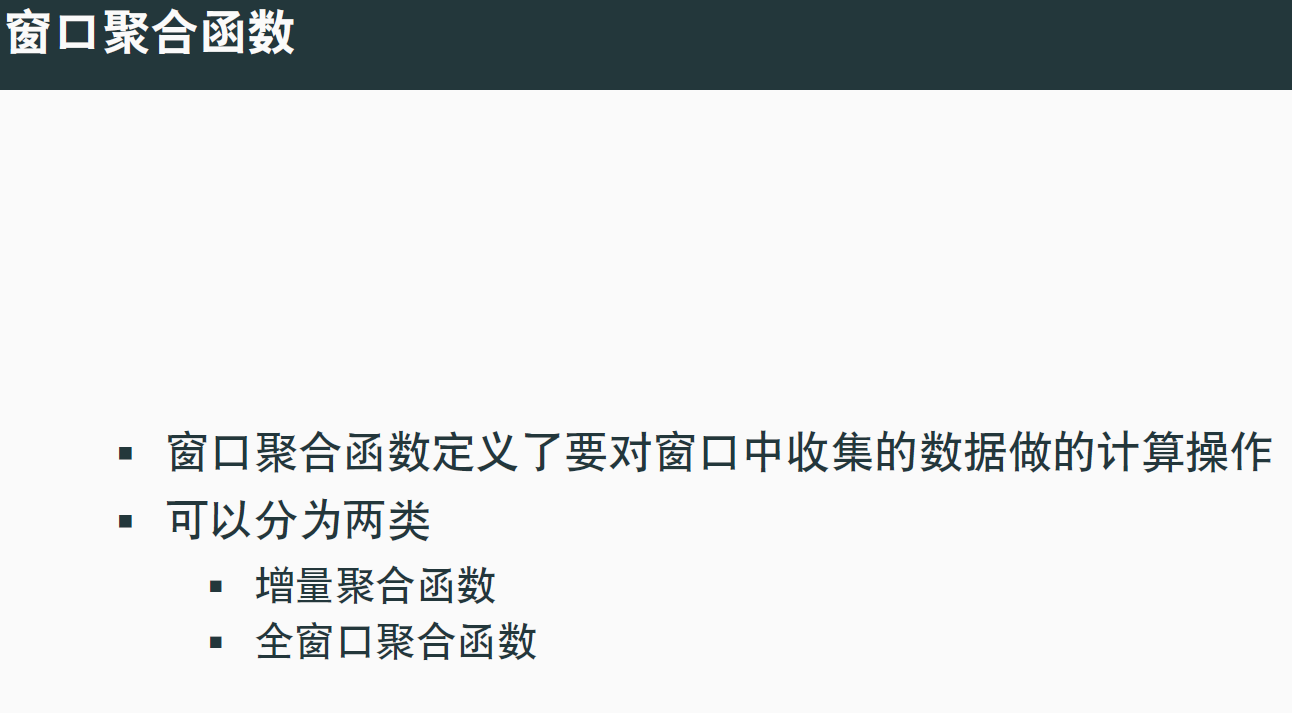 窗口聚合函数
▪ 窗口聚合函数定义了要对窗口中收集的数据做的计算操作
▪ 可以分为两类
▪ 增量聚合函数
▪ 全窗口聚合函数